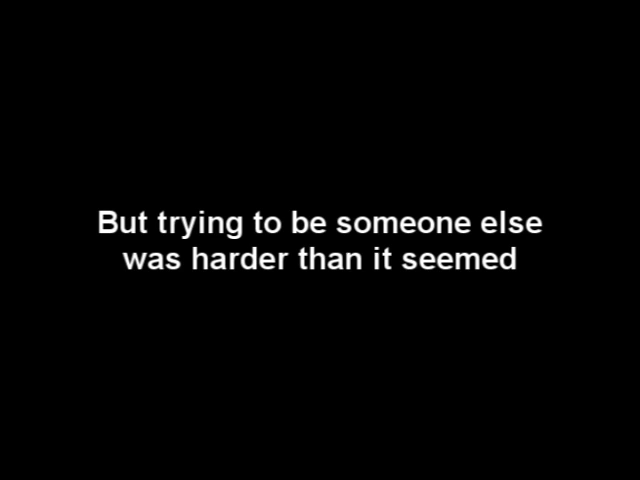 But trying to be someone else
was harder than it seemed